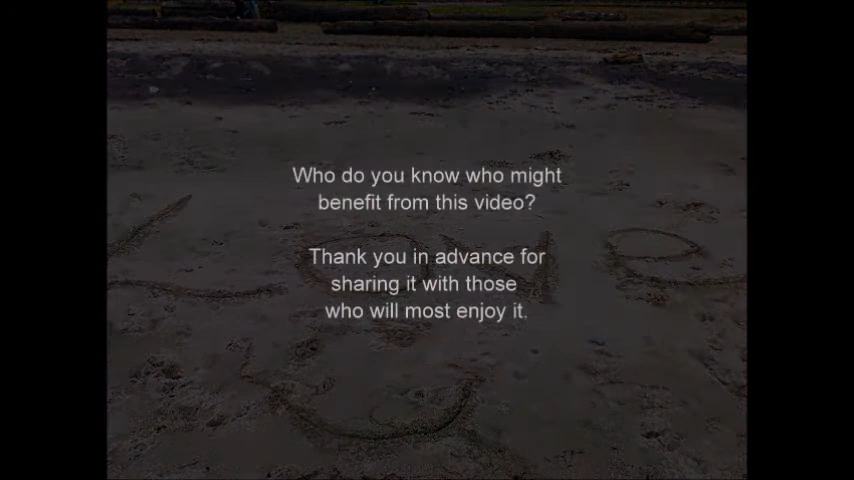 Who do you know who might
benefit from this video?
Thank you in advance for
sharing it with those
who will most enjoy it.
Love